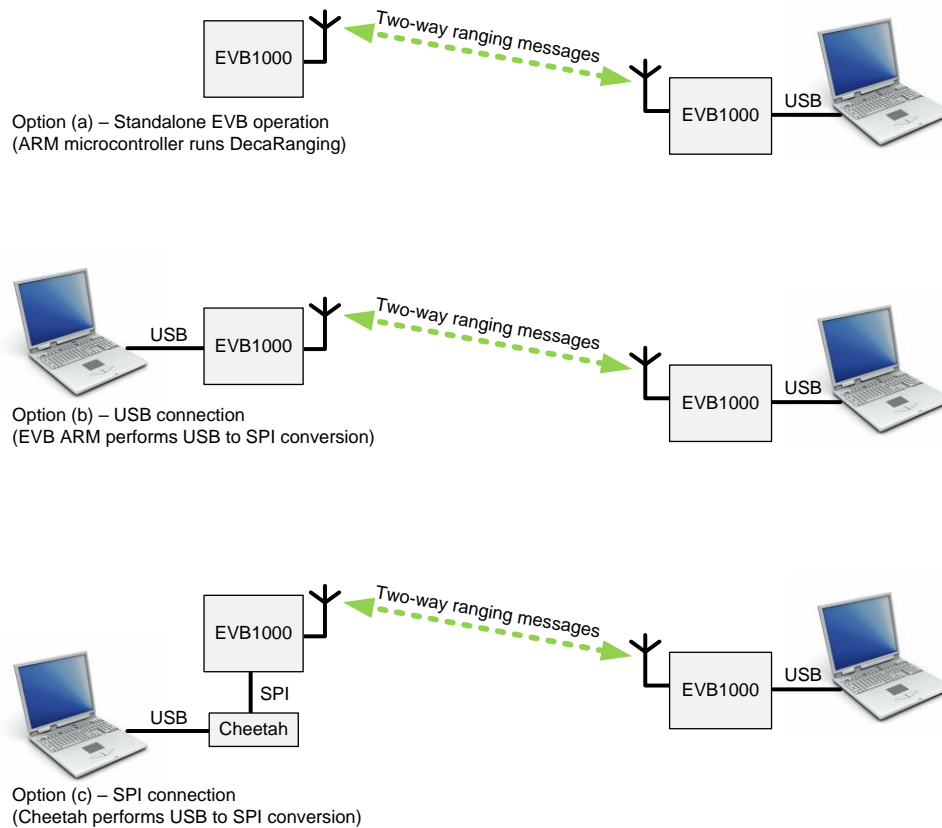 Two-way ranging messages
EVB1000
EVB1000
USB
Option (a) – Standalone EVB operation
(ARM microcontroller runs DecaRanging)
Two-way ranging messages
USB
EVB1000
EVB1000
USB
Option (b) – USB connection
(EVB ARM performs USB to SPI conversion)
Two-way ranging messages
EVB1000
EVB1000
USB
SPI
USB
Cheetah
Option (c) – SPI connection
(Cheetah performs USB to SPI conversion)